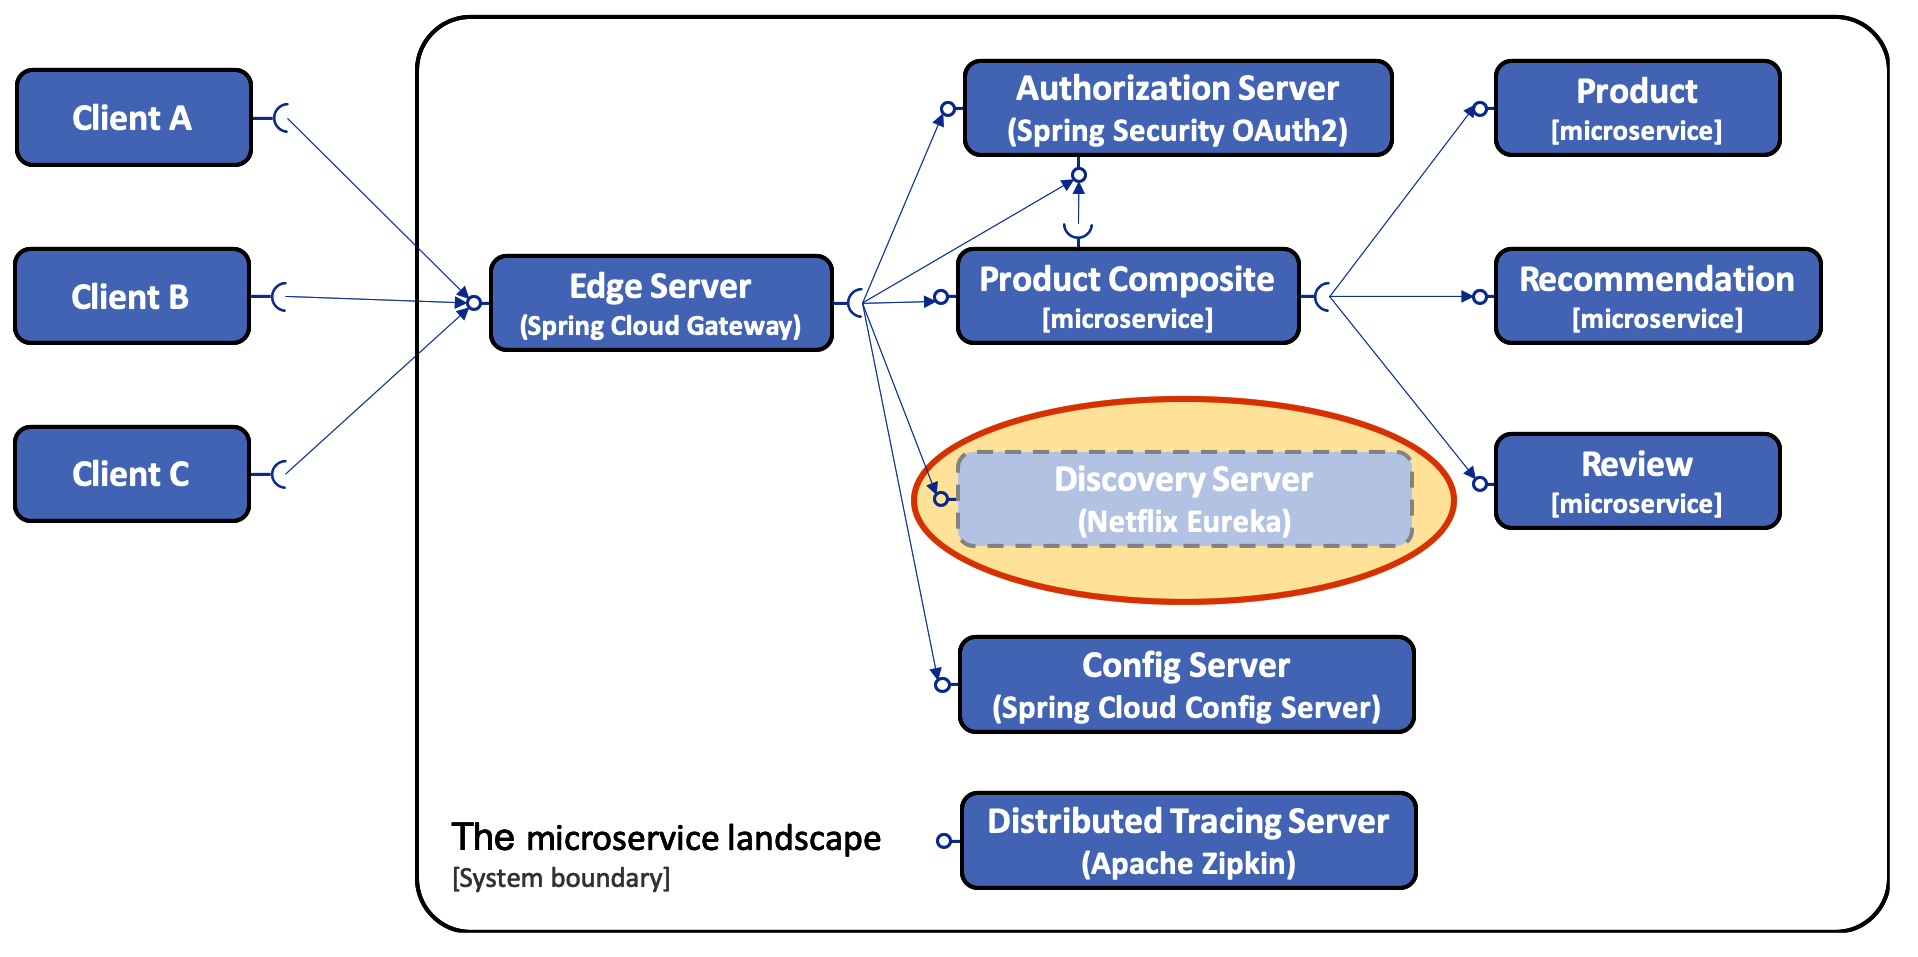 Client A
Client B
Client C
Edge Server
(Spring Cloud Gateway)
Authorization Server
(Spring Security OAuth2)
Product Composite
[microservice]
Discovery Server
(Netflix Eureka)
Config Server
(Spring Cloud Config Server)
Distributed Tracing Server
(Apache Zipkin)
Product
[microservice]
Recommendation
[microservice]
Review
[microservice]
The microservice landscape
[System boundary]